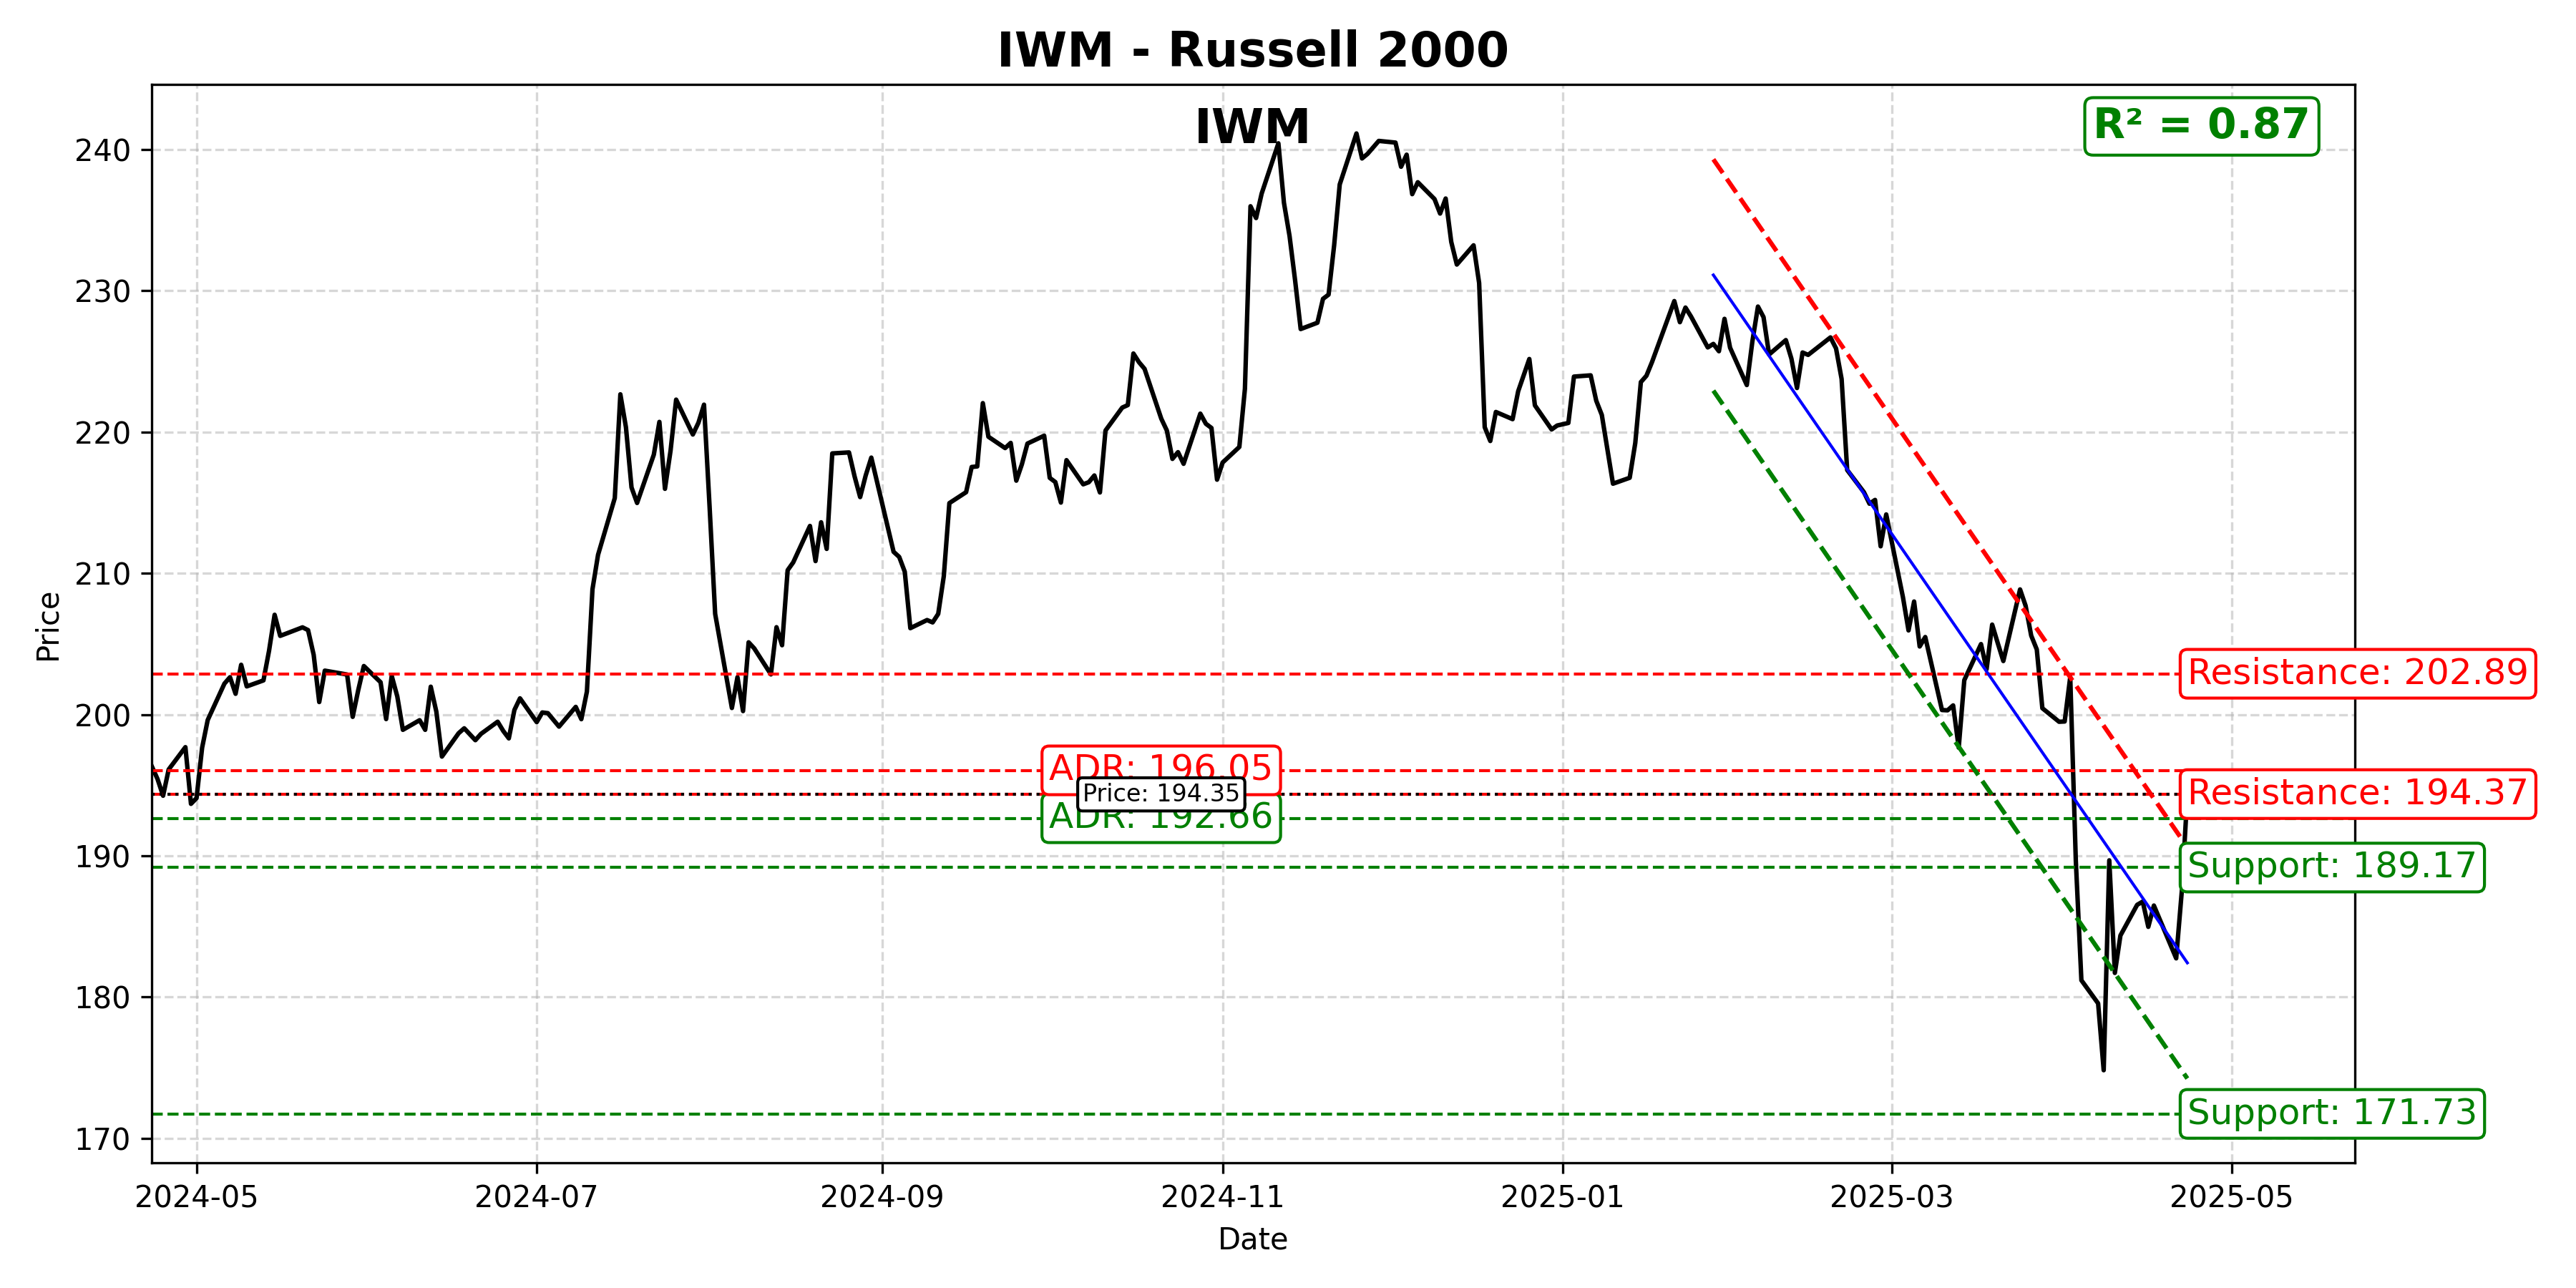 IWM - Russell 2000
IWM
R² = 0.87
240
230
220
210
200
190
180
170
Price
Resistance: 202.89
ADR: 196.05
Price: 194.35
Resistance: 194.37
ADR: 192.66
Support: 189.17
Support: 171.73
2024-05
2024-07
2024-09
2024-11
2025-01
2025-03
2025-05
Date